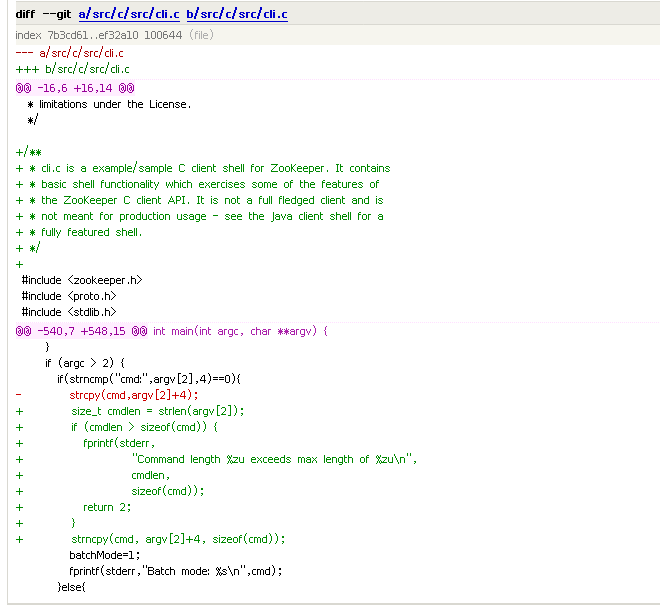 diff --git a/src/c/src/cli.c b/src/c/src/cli.c
index 7b3cd61..ef32a10 100644 (file)
--- a/src/c/src/cli.c
+++ b/src/c/src/cli.c
@@ -16,6 +16,14 @@
  * limitations under the License.
  */

+/**
+ * cli.c is a example/sample C client shell for ZooKeeper. It contains
+ * basic shell functionality which exercises some of the features of
+ * the ZooKeeper C client API. It is not a full fledged client and is
+ * not meant for production usage - see the Java client shell for a
+ * fully featured shell.
+ */
+
 #include <zookeeper.h>
 #include <proto.h>
 #include <stdlib.h>
@@ -540,7 +548,15 @@ int main(int argc, char **argv) {
     }
     if (argc > 2) {
       if(strncmp("cmd:",argv[2],4)==0){
-        strcpy(cmd,argv[2]+4);
+        size_t cmdlen = strlen(argv[2]);
+        if (cmdlen > sizeof(cmd)) {
+          fprintf(stderr,
+                  "Command length %zu exceeds max length of %zu\n",
+                  cmdlen,
+                  sizeof(cmd));
+          return 2;
+        }
+        strncpy(cmd, argv[2]+4, sizeof(cmd));
         batchMode=1;
         fprintf(stderr,"Batch mode: %s\n",cmd);
       }else{